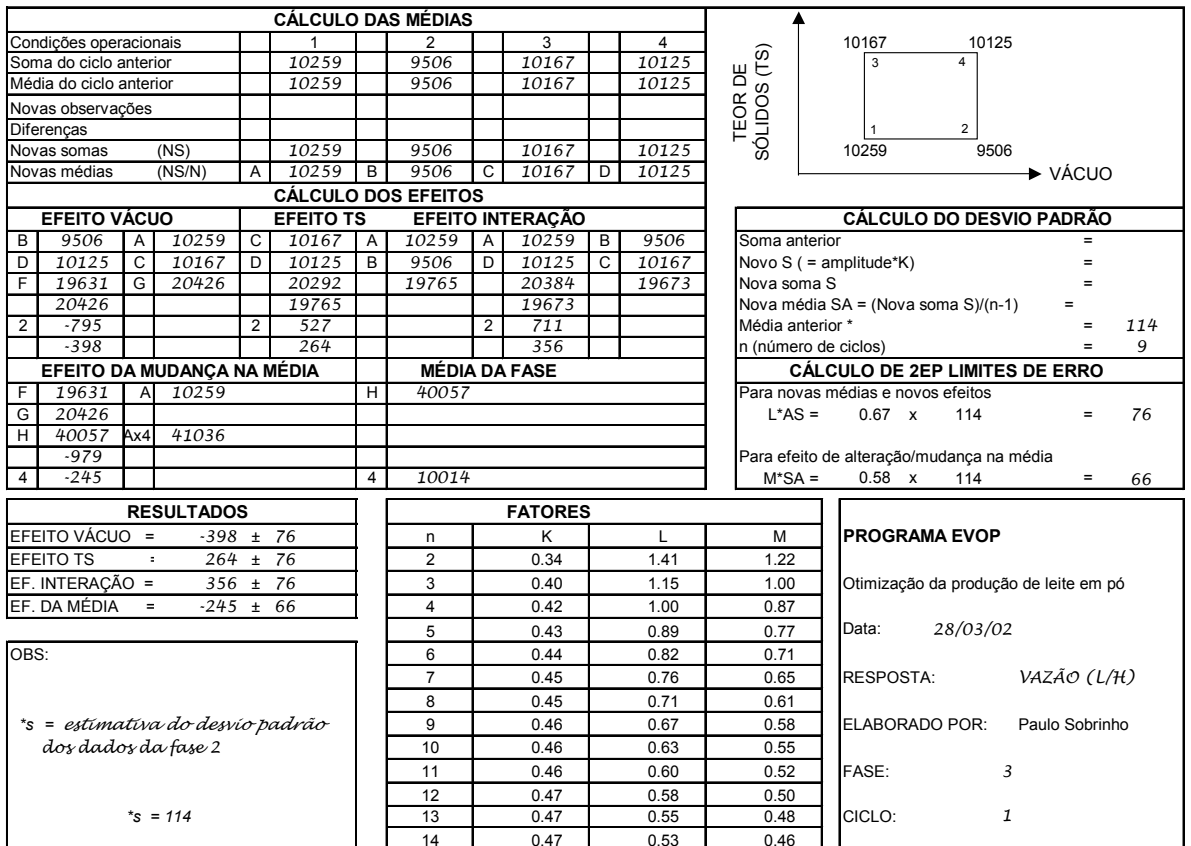 CÁLCULO DAS MÉDIAS
Condições operacionais 1 2 3 4
Soma do ciclo anterior 10259 9506 10167 10125
Média do ciclo anterior 10259 9506 10167 10125
Novas observações
Diferenças
Novas somas (NS) 10259 9506 10167 10125
Novas médias (NS/N) A 10259 B 9506 C 10167 D 10125
TEOR DE
SÓLIDOS (TS)
10167 10125
3 4
1 2
10259 9506
VÁCUO
CÁLCULO DOS EFEITOS
EFEITO VÁCUO EFEITO TS EFEITO INTERAÇÃO
B 9506 A 10259 C 10167 A 10259 A 10259 B 9506
D 10125 C 10167 D 10125 B 9506 D 10125 C 10167
F 19631 G 20426 20292 19765 20384 19673
20426 19765 19673
2 -795 2 527 2 711
-398 264 356
EFEITO DA MUDANÇA NA MÉDIA MÉDIA DA FASE
F 19631 A 10259 H 40057
G 20426
H 40057 Ax4 41036
-979
4 -245 4 10014
CÁLCULO DO DESVIO PADRÃO
Soma anterior =
Novo S ( = amplitude*K) =
Nova soma S =
Nova média SA = (Nova soma S)/(n-1) =
Média anterior * = 114
n (número de ciclos) = 9
CÁLCULO DE 2EP LIMITES DE ERRO
Para novas médias e novos efeitos
L*AS = 0.67 x 114 = 76
Para efeito de alteração/mudança na média
M*SA = 0.58 x 114 = 66
RESULTADOS
EFEITO VÁCUO = -398 ± 76
EFEITO TS = 264 ± 76
EF. INTERAÇÃO = 356 ± 76
EF. DA MÉDIA = -245 ± 66
OBS:
*s = estimativa do desvio padrão
dos dados da fase 2
*s = 114
FATORES
n K L M
2 0.34 1.41 1.22
3 0.40 1.15 1.00
4 0.42 1.00 0.87
5 0.43 0.89 0.77
6 0.44 0.82 0.71
7 0.45 0.76 0.65
8 0.45 0.71 0.61
9 0.46 0.67 0.58
10 0.46 0.63 0.55
11 0.46 0.60 0.52
12 0.47 0.58 0.50
13 0.47 0.55 0.48
14 0.47 0.53 0.46
PROGRAMA EVOP
Otimização da produção de leite em pó
Data: 28/03/02
RESPOSTA: VAZÃO (L/H)
ELABORADO POR: Paulo Sobrinho
FASE: 3
CICLO: 1